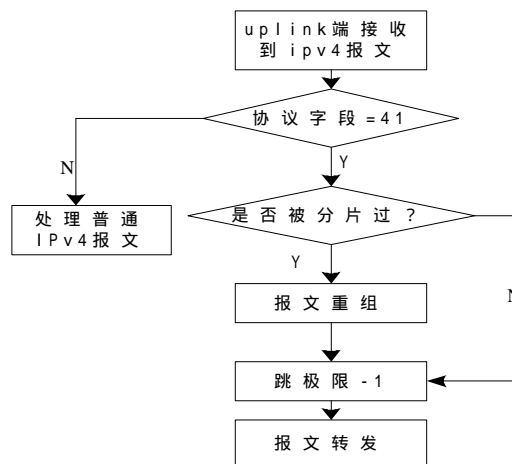 uplink端接收
到ipv4报文
协议字段=41
N
Y
处理普通
IPv4报文
是否被分片过？
Y
N
报文重组
跳极限-1
报文转发